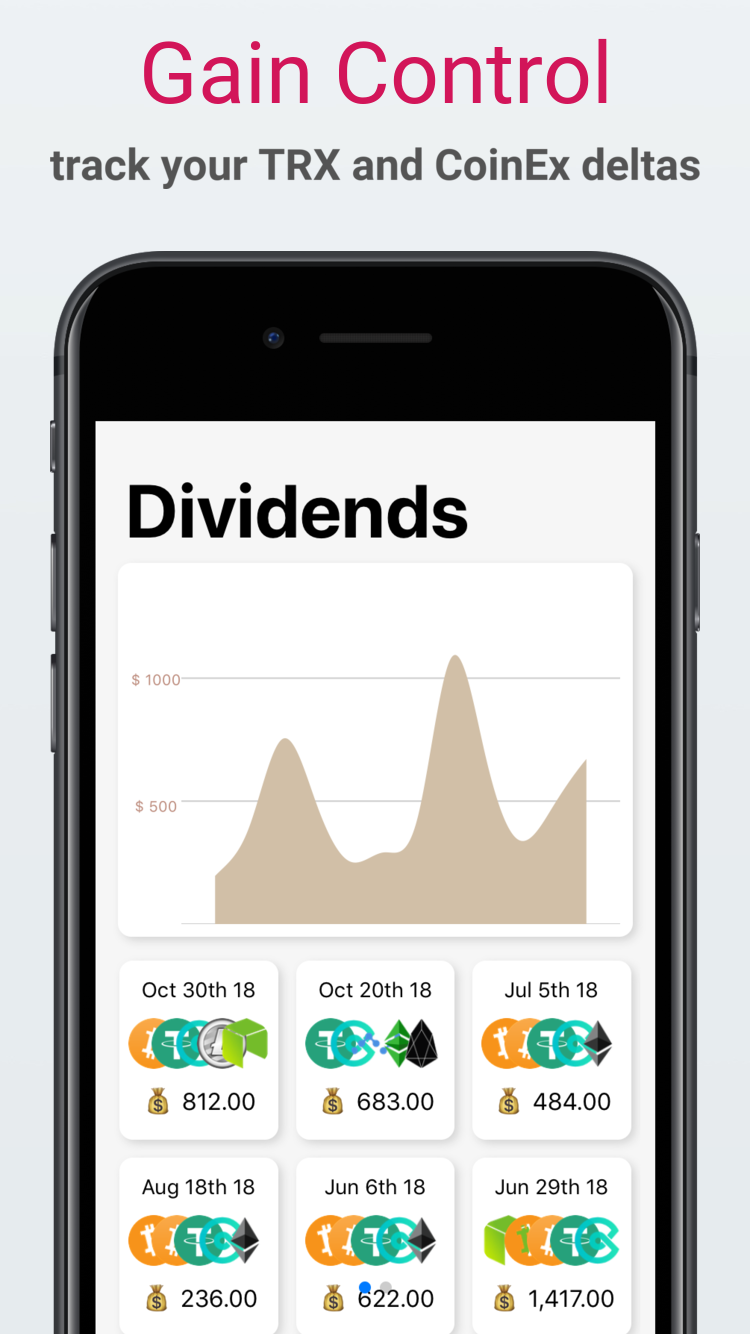 Gain Control
track your TRX and CoinEx deltas
Dividends
$ 1000
$ 500
Oct 30th 18
Oct 20th 18
Jul 5th 18
812.00
683.00
484.00
Aug 18th 18
Jun 6th 18
Jun 29th 18
236.00
622.00
1,417.00